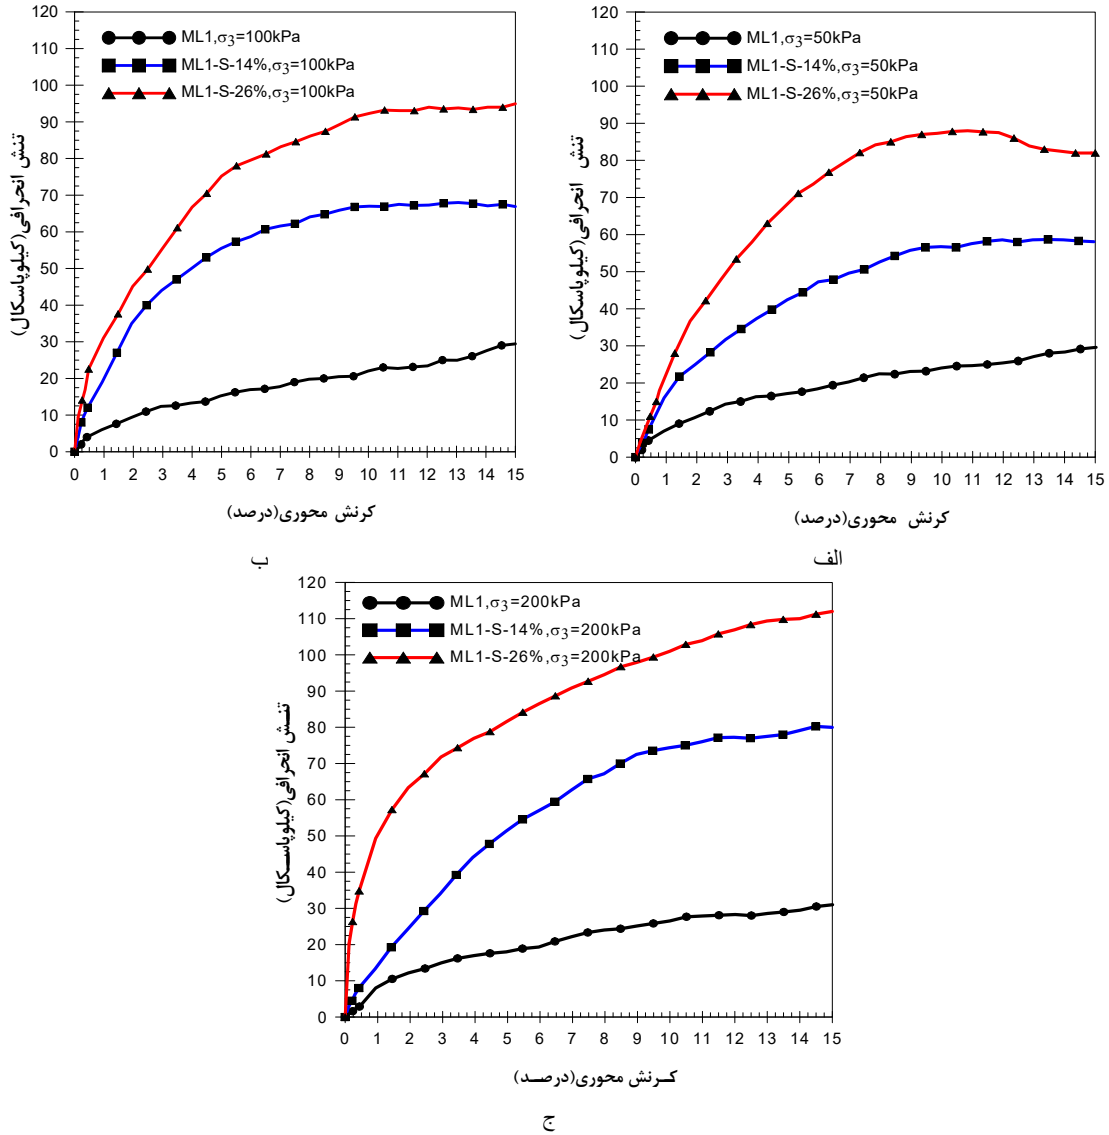 120
110
100
90
80
70
60
50
40
30
20
10
0
ML1,σ3=100kPa
ML1-S-14%,σ3=100kPa
ML1-S-26%,σ3=100kPa
تنش انحرافی(کیلوپاسکال)
0 1 2 3 4 5 6 7 8 9 10 11 12 13 14 15
کرنش محوری(درصد)
ب
120
110
100
90
80
70
60
50
40
30
20
10
0
ML1,σ3=50kPa
ML1-S-14%,σ3=50kPa
ML1-S-26%,σ3=50kPa
تنش انحرافی(کیلوپاسکال)
0 1 2 3 4 5 6 7 8 9 10 11 12 13 14 15
کرنش محوری(درصد)
الف
120
110
100
90
80
70
60
50
40
30
20
10
0
ML1,σ3=200kPa
ML1-S-14%,σ3=200kPa
ML1-S-26%,σ3=200kPa
تنـش انحرافی(کیلوپاســکال)
0 1 2 3 4 5 6 7 8 9 10 11 12 13 14 15
کـرنش محوری(درصـد)
ج